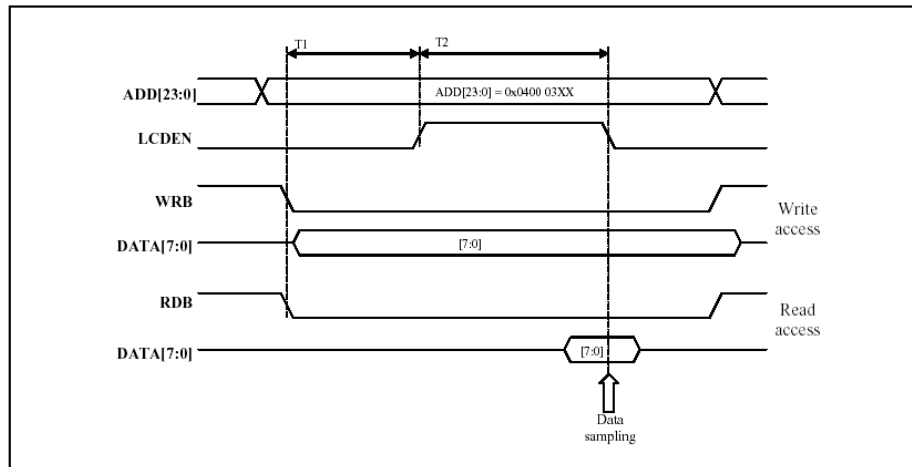 T1 T2
ADD[23:0] ADD[23:0] = 0x0400 03XX
LCDEN
WRB
Write
access
DATA[7:0] [7:0]
RDB
Read
access
DATA[7:0] [7:0]
Data
sampling